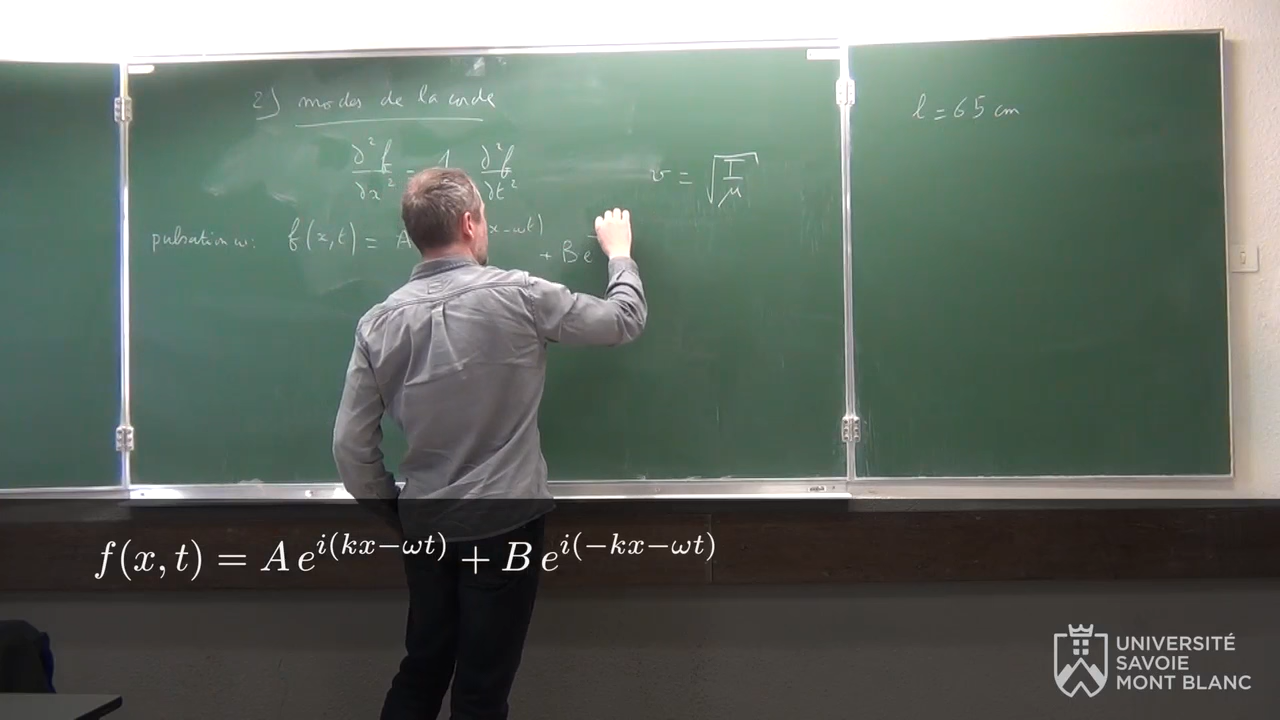 2) modes de la corde
∂²f/∂x² = 1 ∂²f/∂t²
v = √(T/μ)
pulsation ω: f(x,t) = A x-ωt)
+ B e
l = 65 cm
f(x,t) = A e^{i(kx-ωt)} + B e^{i(-kx-ωt)}
UNIVERSITÉ
SAVOIE
MONT BLANC